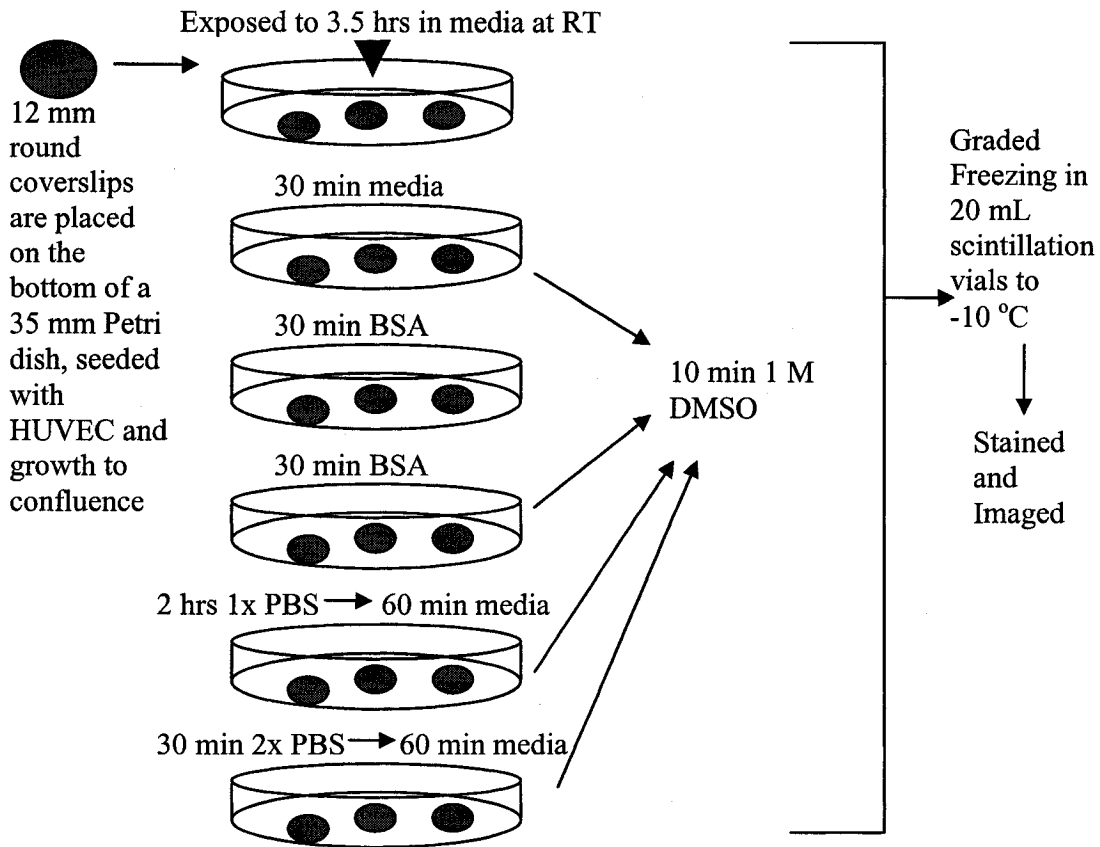 Exposed to 3.5 hrs in media at RT
12 mm
round
coverslips
are placed
on the
bottom of a
35 mm Petri
dish, seeded
with
HUVEC and
growth to
confluence
30 min media
30 min BSA
30 min BSA
2 hrs 1x PBS → 60 min media
30 min 2x PBS → 60 min media
10 min 1 M
DMSO
Graded
Freezing in
20 mL
scintillation
vials to
-10 °C
Stained
and
Imaged